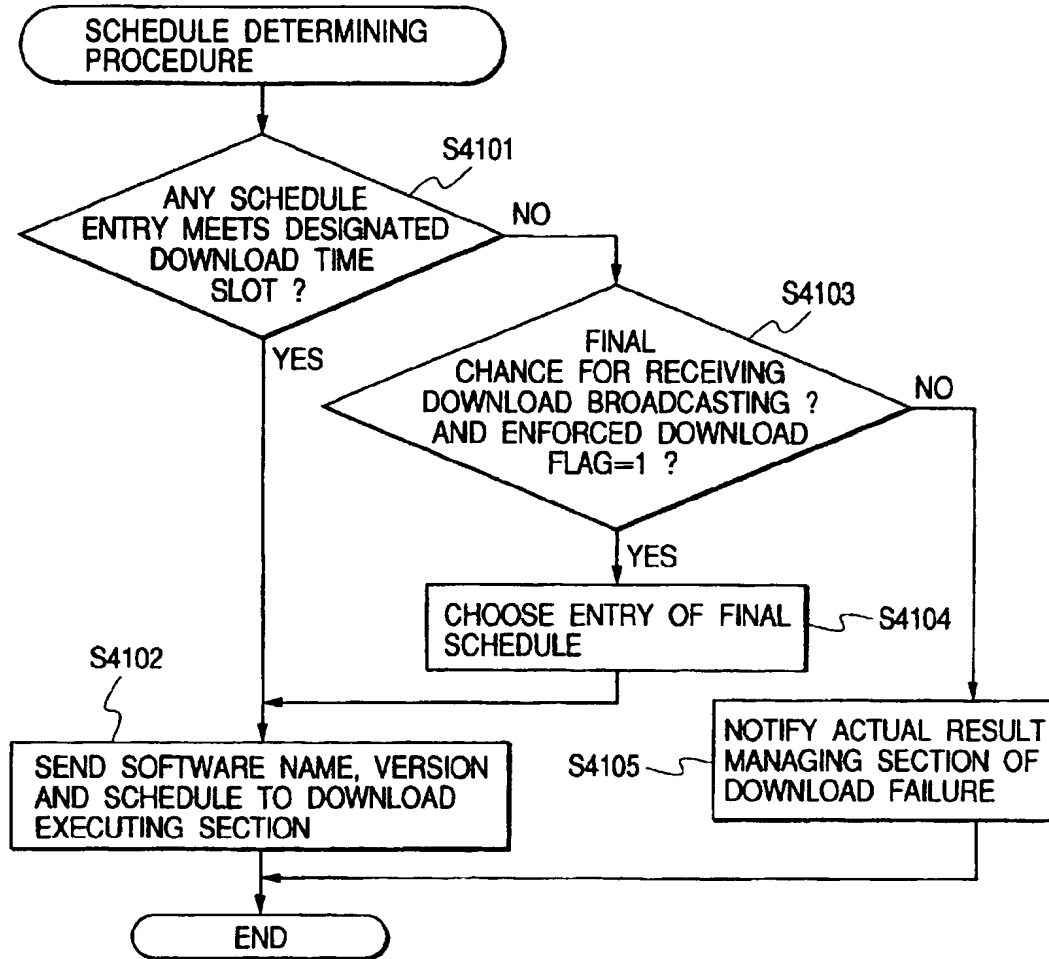 SCHEDULE DETERMINING
PROCEDURE
S4101
ANY SCHEDULE
ENTRY MEETS DESIGNATED
DOWNLOAD TIME
SLOT ?
NO
YES
S4103
FINAL
CHANCE FOR RECEIVING
DOWNLOAD BROADCASTING ?
AND ENFORCED DOWNLOAD
FLAG=1 ?
NO
YES
CHOOSE ENTRY OF FINAL
SCHEDULE
S4104
S4102
SEND SOFTWARE NAME, VERSION
AND SCHEDULE TO DOWNLOAD
EXECUTING SECTION
S4105
NOTIFY ACTUAL RESULT
MANAGING SECTION OF
DOWNLOAD FAILURE
END